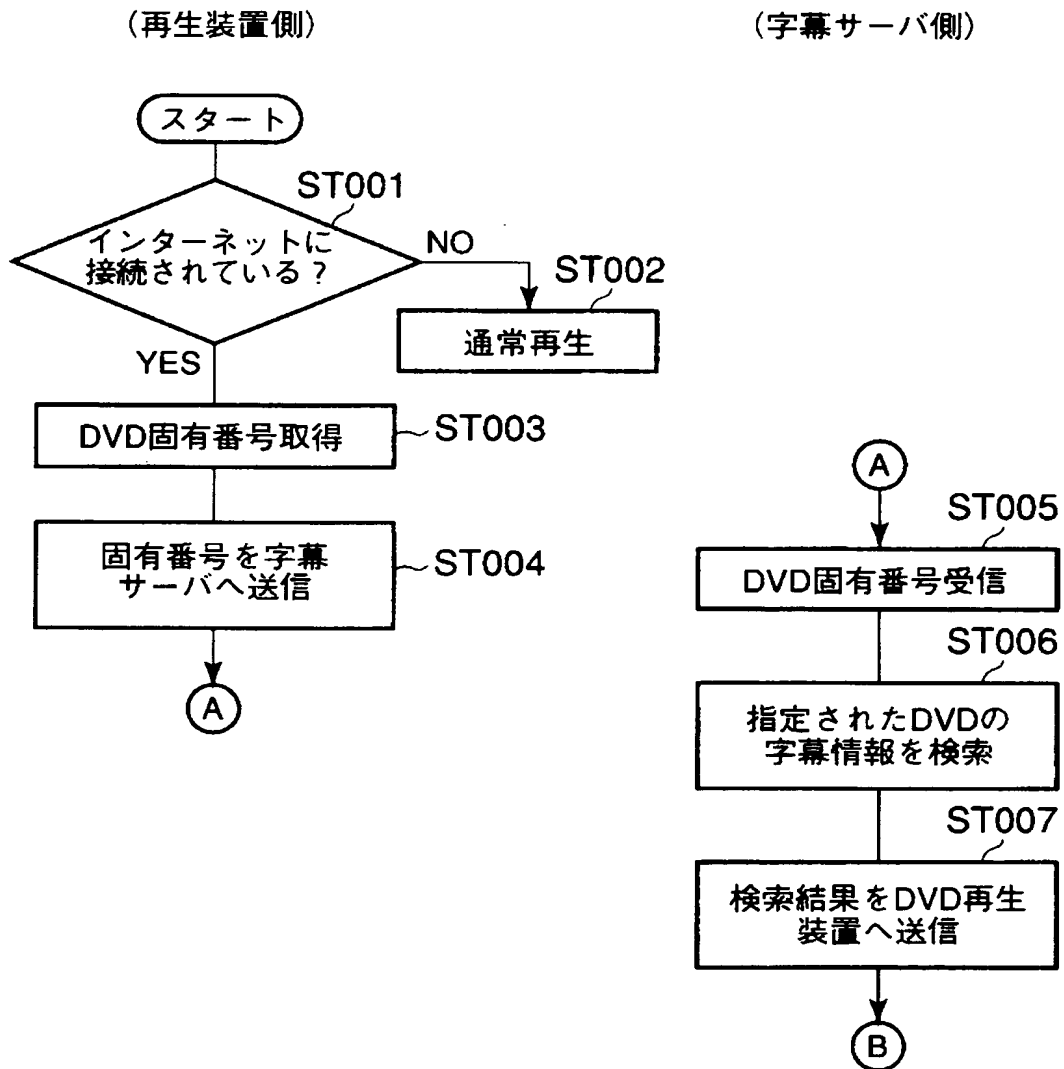 (再生装置側)
(字幕サーバ側)
スタート
ST001
インターネットに
接続されている?
NO
ST002
通常再生
YES
DVD固有番号取得
ST003
固有番号を字幕
サーバへ送信
ST004
A
A
ST005
DVD固有番号受信
ST006
指定されたDVDの
字幕情報を検索
ST007
検索結果をDVD再生
装置へ送信
B